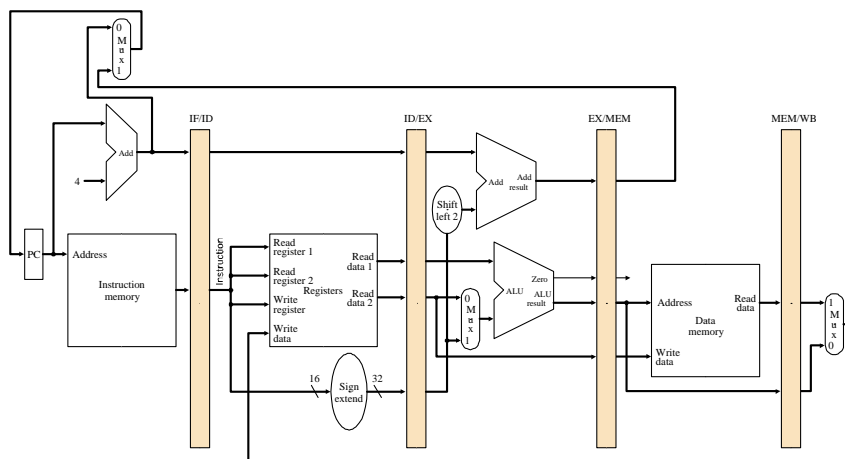 0
M
u
x
1
IF/ID
ID/EX
EX/MEM
MEM/WB
Add
4
Add
Add
result
Shift
left 2
PC
Address
Instruction
memory
Instruction
Read
register 1
Read
register 2
Write
register
Write
data
Registers
Read
data 1
Read
data 2
0
M
u
x
1
Zero
ALU
ALU
result
Address
Read
data
Data
memory
Write
data
1
M
u
x
0
16
Sign
extend
32